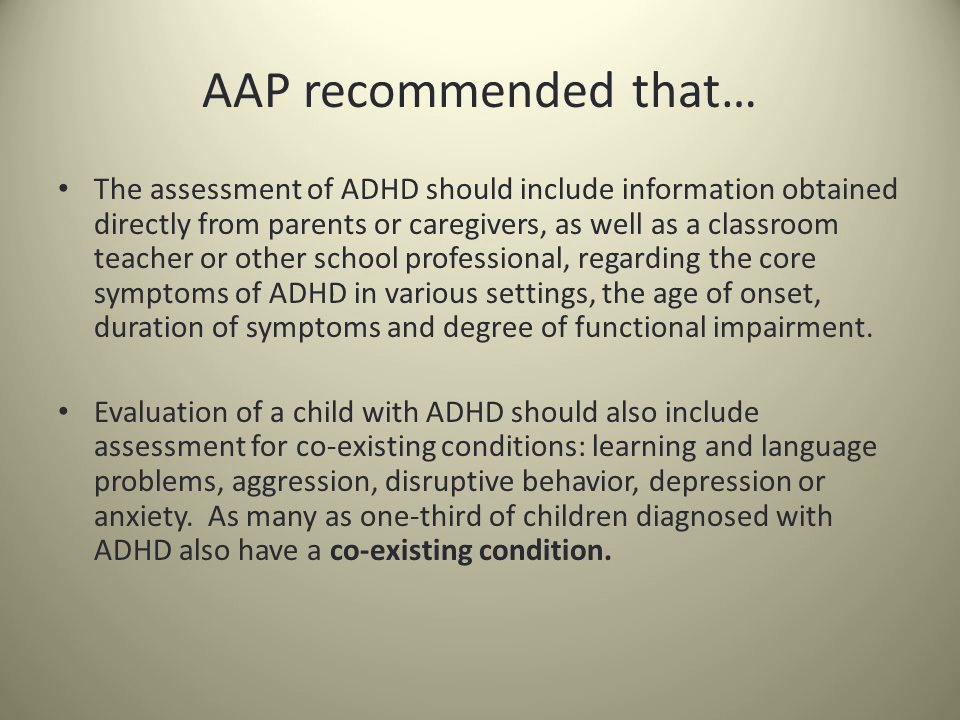 AAP recommended that…
• The assessment of ADHD should include information obtained
directly from parents or caregivers, as well as a classroom
teacher or other school professional, regarding the core
symptoms of ADHD in various settings, the age of onset,
duration of symptoms and degree of functional impairment.
• Evaluation of a child with ADHD should also include
assessment for co-existing conditions: learning and language
problems, aggression, disruptive behavior, depression or
anxiety.  As many as one-third of children diagnosed with
ADHD also have a co-existing condition.